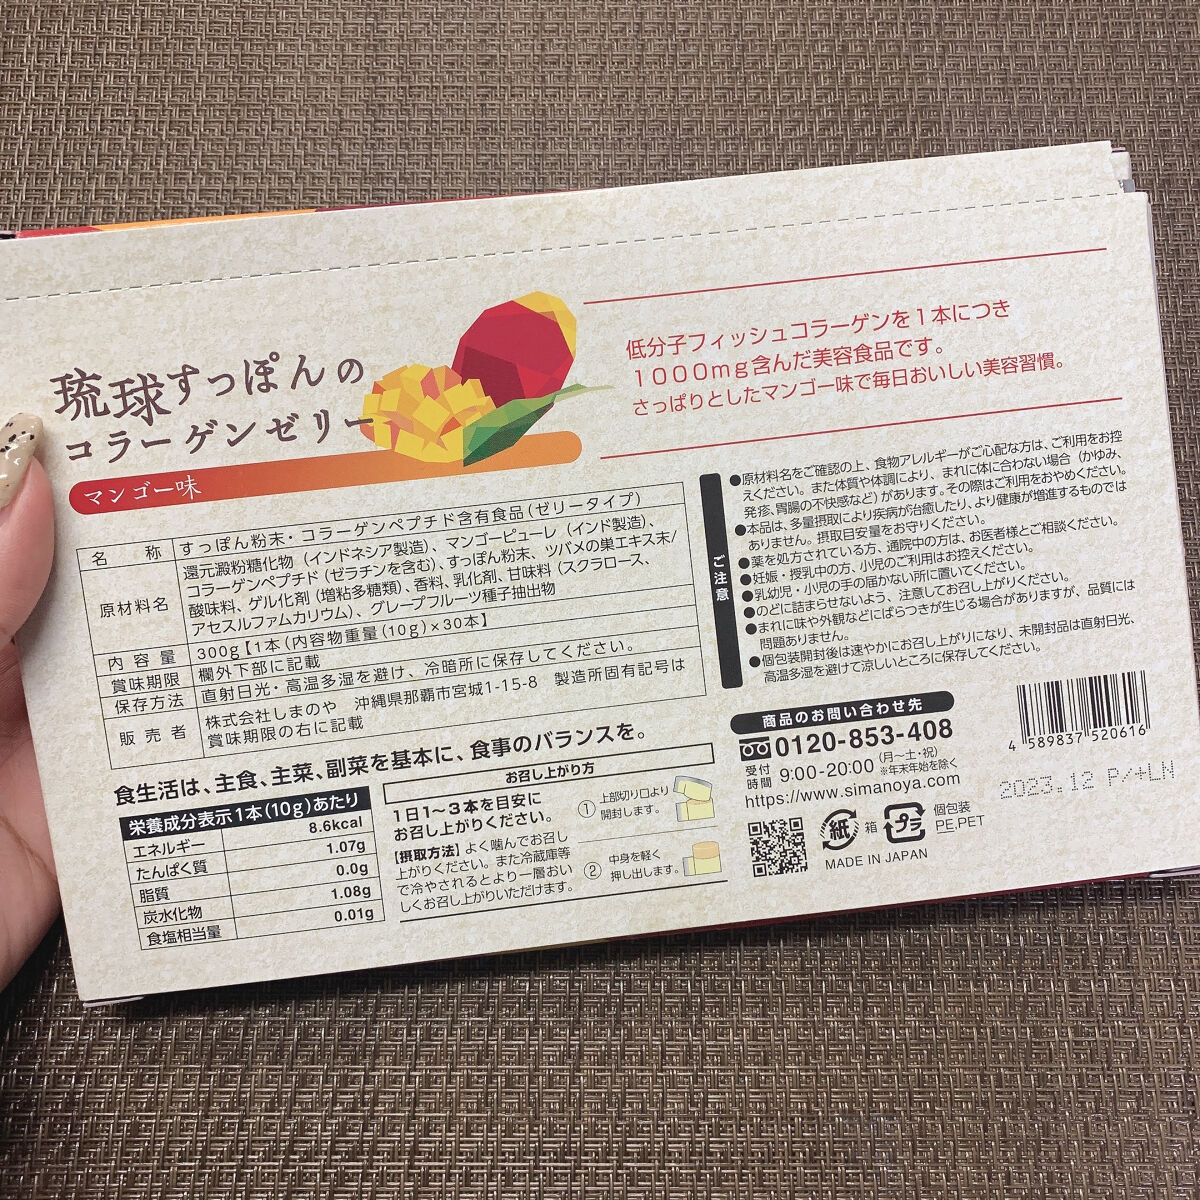 琉球すっぽんの
コラーゲンゼリー
マンゴー味
低分子フィッシュコラーゲンを1本につき
1000mg含んだ美容食品です。
さっぱりとしたマンゴー味で毎日おいしい美容習慣。
名称 すっぽん粉末・コラーゲンペプチド含有食品(ゼリータイプ)
原材料名 還元澱粉糖化物(インドネシア製造)、マンゴーピューレ(インド製造)、
コラーゲンペプチド(ゼラチンを含む)、すっぽん粉末、ツバメの巣エキス末/
酸味料、ゲル化剤(増粘多糖類)、香料、乳化剤、甘味料(スクラロース、
アセスルファムカリウム)、グレープフルーツ種子抽出物
内容量 300g【1本(内容物重量(10g)×30本】
賞味期限 欄外下部に記載
保存方法 直射日光・高温多湿を避け、冷暗所に保存してください。
販売者 株式会社しまのや 沖縄県那覇市宮城1-15-8 製造所固有記号は
賞味期限の右に記載
食生活は、主食、主菜、副菜を基本に、食事のバランスを。
栄養成分表示1本(10g)あたり
エネルギー 8.6kcal
たんぱく質 1.07g
脂質 0.0g
炭水化物 1.08g
食塩相当量 0.01g
お召し上がり方
1日1〜3本を目安に
お召し上がりください。
【摂取方法】よく噛んでお召し
上がりください。また冷蔵庫等
で冷やされるとより一層おい
しくお召し上がりいただけます。
① 上部切り口より
開封します。
② 中身を軽く
押し出します。
ご注意
●原材料名をご確認の上、食物アレルギーがご心配な方は、ご利用をお控
えください。また体質や体調により、まれに体に合わない場合(かゆみ、
発疹、胃腸の不快感など)があります。その際はご利用をおやめください。
●本品は、多量摂取により疾病が治癒したり、より健康が増進するものでは
ありません。摂取目安量をお守りください。
●薬を処方されている方、通院中の方は、お医者様とご相談ください。
●妊娠・授乳中の方、小児のご利用はお控えください。
●乳幼児・小児の手の届かない所に置いてください。
●のどに詰まらせないよう、注意してお召し上がりください。
●まれに味や外観などにばらつきが生じる場合がありますが、品質には
問題ありません。
●個包装開封後は速やかにお召し上がりになり、未開封品は直射日光、
高温多湿を避けて涼しいところに保存してください。
商品のお問い合わせ先
0120-853-408
受付時間 9:00-20:00 (月〜土・祝) ※年末年始を除く
https://www.simanoya.com
紙 箱 プラ 個包装
PE,PET
MADE IN JAPAN
4 589837 520616
2023.12 P/+LN